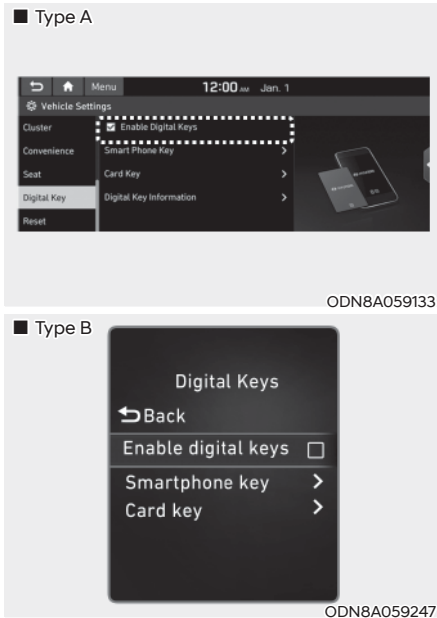 ■ Type A
Menu 12:00 AM Jan. 1
Vehicle Settings
Cluster
Enable Digital Keys
Convenience
Smart Phone Key
Seat
Card Key
Digital Key
Digital Key Information
Reset
ODN8A059133
■ Type B
Digital Keys
Back
Enable digital keys
Smartphone key
Card key
ODN8A059247